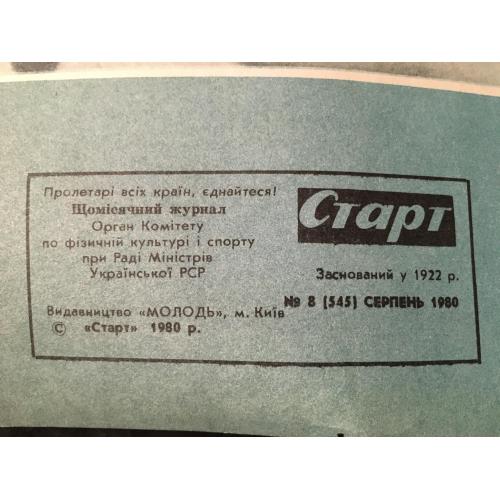 Пролетарі всіх країн, єднайтеся!
Щомісячний журнал
Орган Комітету
по фізичній культурі і спорту
при Раді Міністрів
Української РСР
Видавництво «МОЛОДЬ», м. Київ
© «Старт» 1980 р.
Старт
Заснований у 1922 р.
№ 8 (545) СЕРПЕНЬ 1980